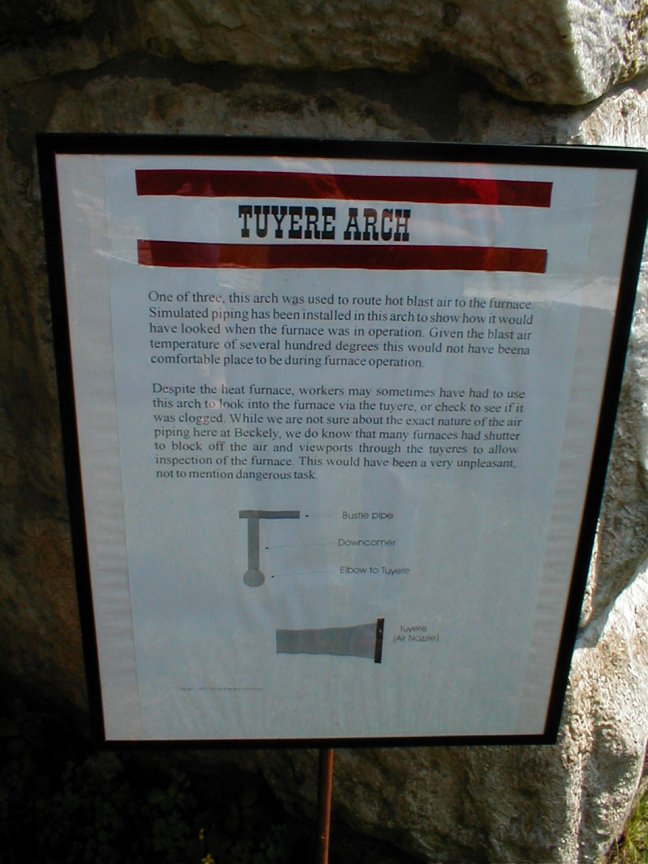 TUYERE ARCH
One of three, this arch was used to route hot blast air to the furnace.
Simulated piping has been installed in this arch to show how it would
have looked when the furnace was in operation. Given the blast air
temperature of several hundred degrees this would not have beena
comfortable place to be during furnace operation.
Despite the heat furnace, workers may sometimes have had to use
this arch to look into the furnace via the tuyere, or check to see if it
was clogged. While we are not sure about the exact nature of the air
piping here at Beckely, we do know that many furnaces had shutter
to block off the air and viewports through the tuyeres to allow
inspection of the furnace. This would have been a very unpleasant,
not to mention dangerous task.
Bustle pipe
Downcomer
Elbow to Tuyere
Tuyere
(Air Nozzle)